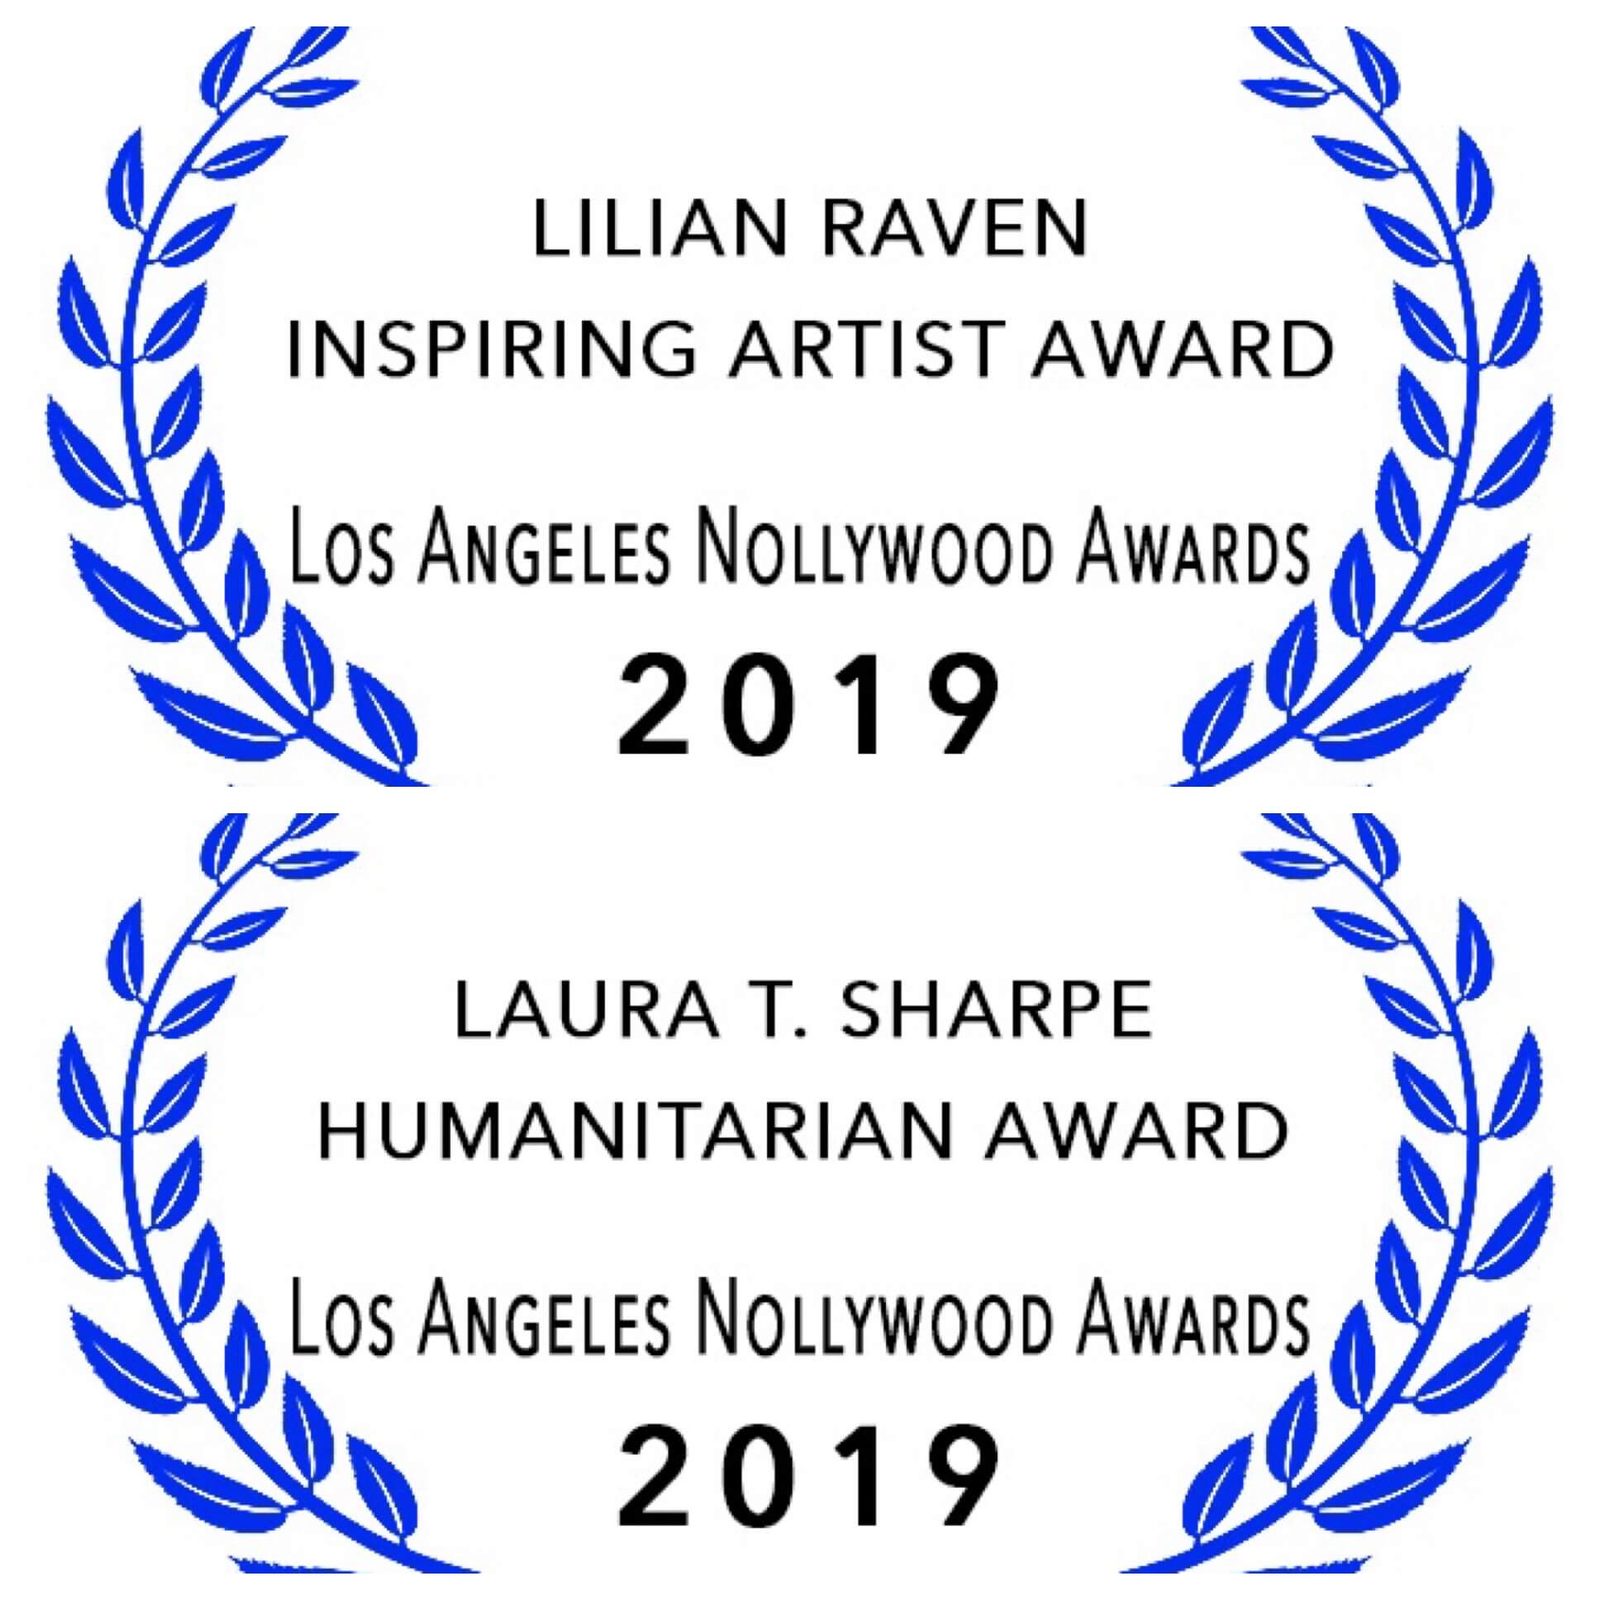 LILIAN RAVEN
INSPIRING ARTIST AWARD
LOS ANGELES NOLLYWOOD AWARDS
2019
LAURA T. SHARPE
HUMANITARIAN AWARD
LOS ANGELES NOLLYWOOD AWARDS
2019